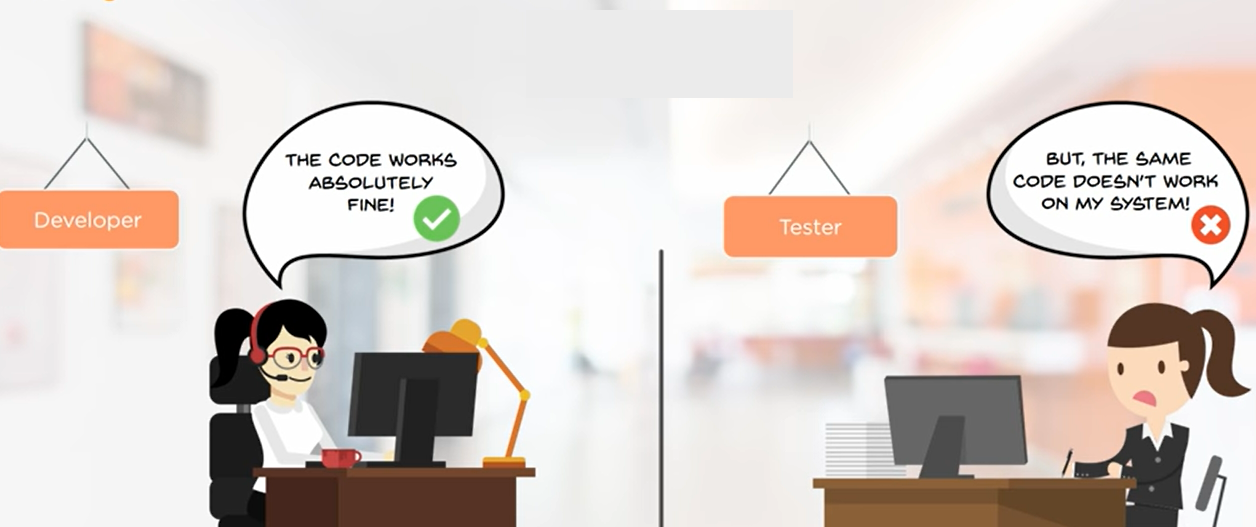 Developer
THE CODE WORKS
ABSOLUTELY
FINE!
Tester
BUT, THE SAME
CODE DOESN'T WORK
ON MY SYSTEM!